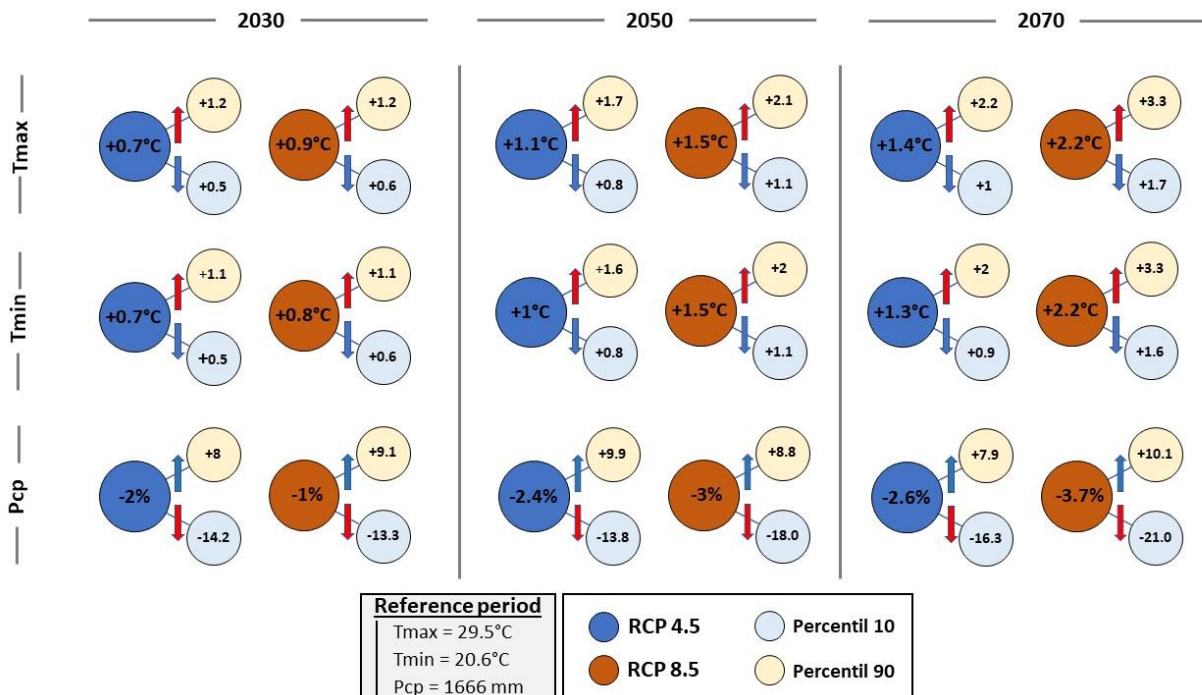 2030
2050
2070
Tmax
+0.7°C
+1.2
+0.5
+0.9°C
+1.2
+0.6
+1.1°C
+1.7
+0.8
+1.5°C
+2.1
+1.1
+1.4°C
+2.2
+1
+2.2°C
+3.3
+1.7
Tmin
+0.7°C
+1.1
+0.5
+0.8°C
+1.1
+0.6
+1°C
+1.6
+0.8
+1.5°C
+2
+1.1
+1.3°C
+2
+0.9
+2.2°C
+3.3
+1.6
Pcp
-2%
+8
-14.2
-1%
+9.1
-13.3
-2.4%
+9.9
-13.8
-3%
+8.8
-18.0
-2.6%
+7.9
-16.3
-3.7%
+10.1
-21.0
Reference period
Tmax = 29.5°C
Tmin = 20.6°C
Pcp = 1666 mm
RCP 4.5
Percentil 10
RCP 8.5
Percentil 90